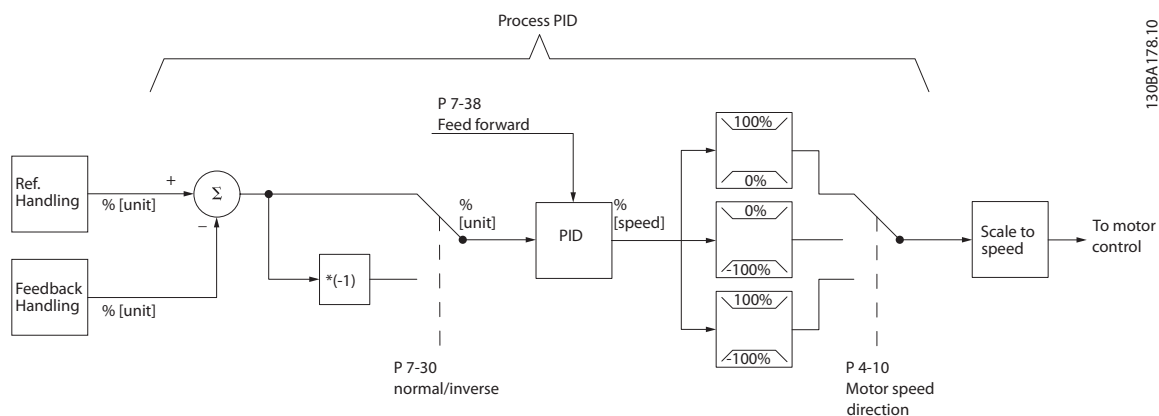 Process PID
130BA178.10
P 7-38
Feed forward
100%
0%
Ref.
Handling
% [unit]
+
Σ
−
%
[unit]
PID
%
[speed]
0%
-100%
Scale to
speed
To motor
control
Feedback
Handling
% [unit]
*(-1)
100%
-100%
P 7-30
normal/inverse
P 4-10
Motor speed
direction